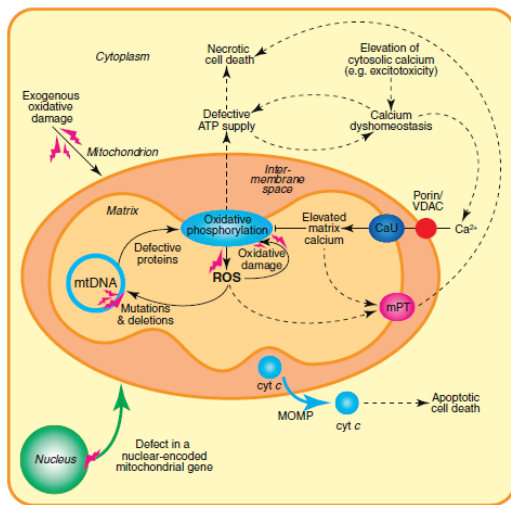 Cytoplasm
Necrotic
cell death
Elevation of
cytosolic calcium
(e.g. excitotoxicity)
Exogenous
oxidative
damage
Defective
ATP supply
Calcium
dyshomeostasis
Mitochondrion
Inter-
membrane
space
Matrix
Porin/
VDAC
Oxidative
phosphorylation
Elevated
matrix
calcium
CaU
Ca²⁺
Defective
proteins
Oxidative
damage
ROS
mtDNA
Mutations
& deletions
mPT
cyt c
MOMP
cyt c
Apoptotic
cell death
Nucleus
Defect in a
nuclear-encoded
mitochondrial gene